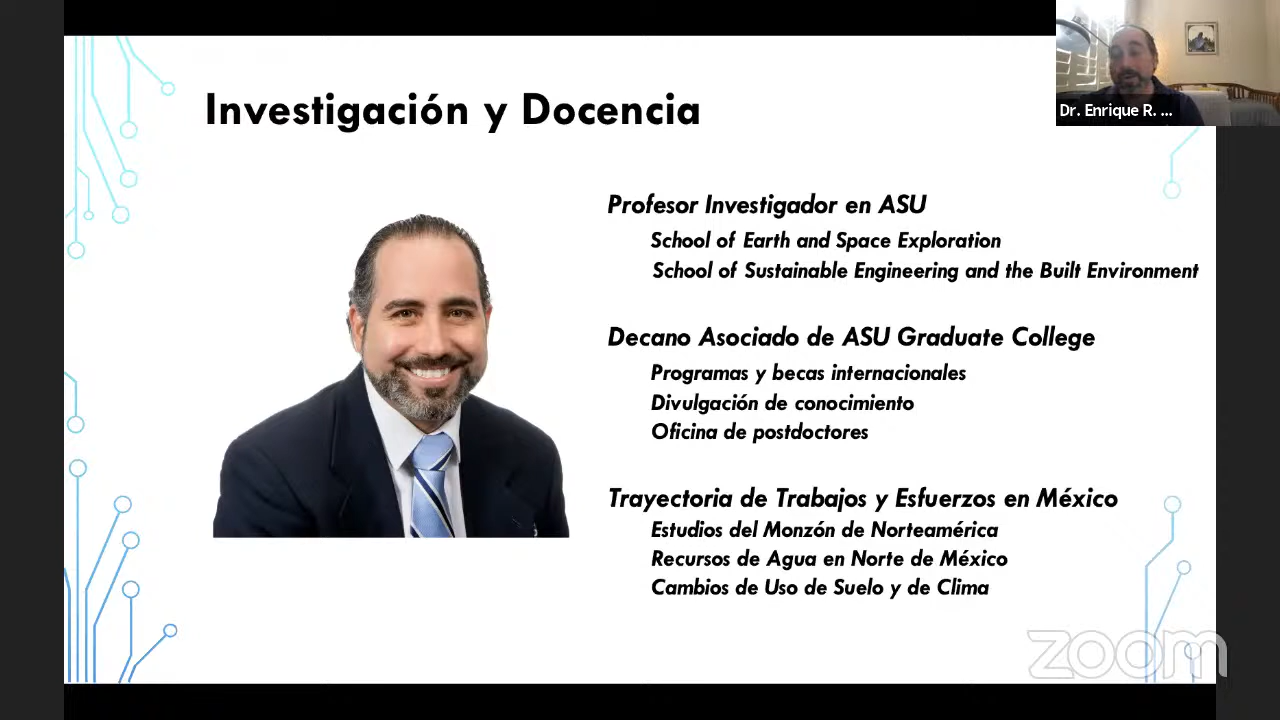 Investigación y Docencia
Dr. Enrique R. ...
Profesor Investigador en ASU
School of Earth and Space Exploration
School of Sustainable Engineering and the Built Environment
Decano Asociado de ASU Graduate College
Programas y becas internacionales
Divulgación de conocimiento
Oficina de postdoctores
Trayectoria de Trabajos y Esfuerzos en México
Estudios del Monzón de Norteamérica
Recursos de Agua en Norte de México
Cambios de Uso de Suelo y de Clima
zoom